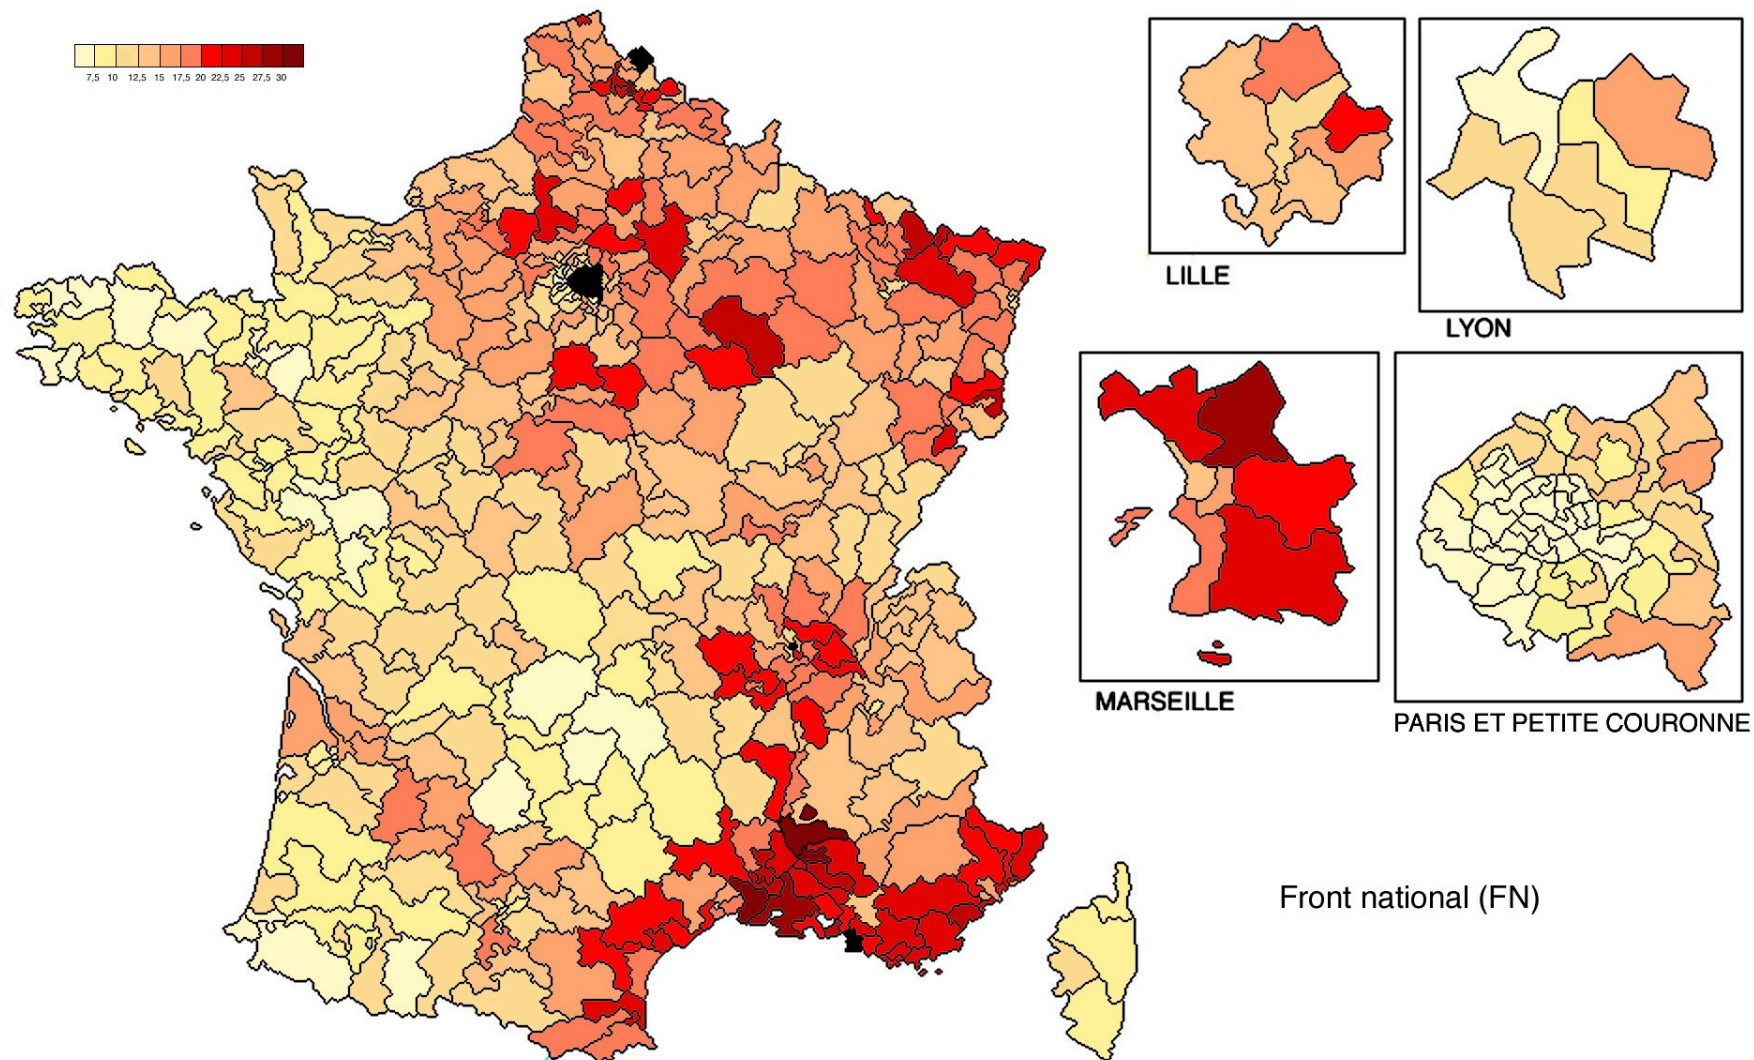 7,5 10 12,5 15 17,5 20 22,5 25 27,5 30
LILLE
LYON
MARSEILLE
PARIS ET PETITE COURONNE
Front national (FN)